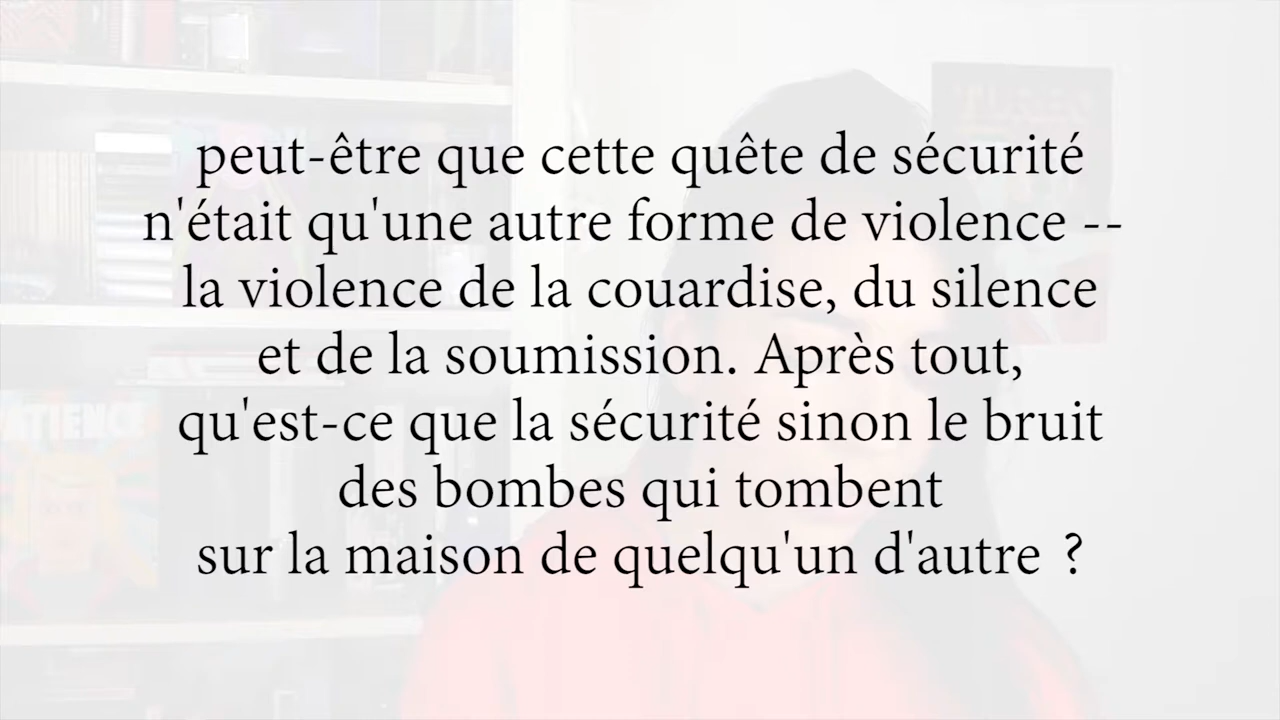 peut-être que cette quête de sécurité
n'était qu'une autre forme de violence --
la violence de la couardise, du silence
et de la soumission. Après tout,
qu'est-ce que la sécurité sinon le bruit
des bombes qui tombent
sur la maison de quelqu'un d'autre ?
PATIENCE